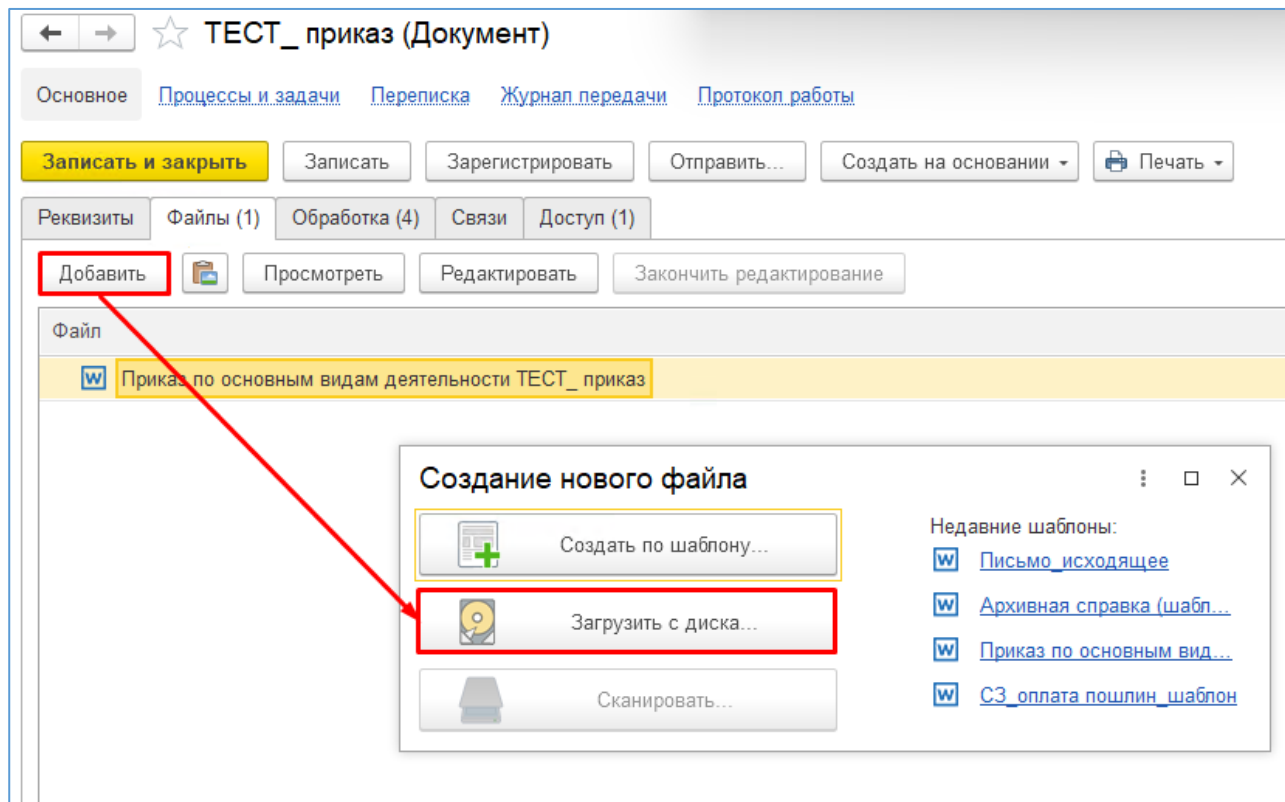 ТЕСТ_ приказ (Документ)
Основное Процессы и задачи Переписка Журнал передачи Протокол работы
Записать и закрыть Записать Зарегистрировать Отправить... Создать на основании Печать
Реквизиты Файлы (1) Обработка (4) Связи Доступ (1)
Добавить Просмотреть Редактировать Закончить редактирование
Файл
Приказ по основным видам деятельности ТЕСТ_ приказ
Создание нового файла
Создать по шаблону...
Загрузить с диска...
Сканировать...
Недавние шаблоны:
Письмо_исходящее
Архивная справка (шабл...
Приказ по основным вид...
СЗ_оплата пошлин_шаблон